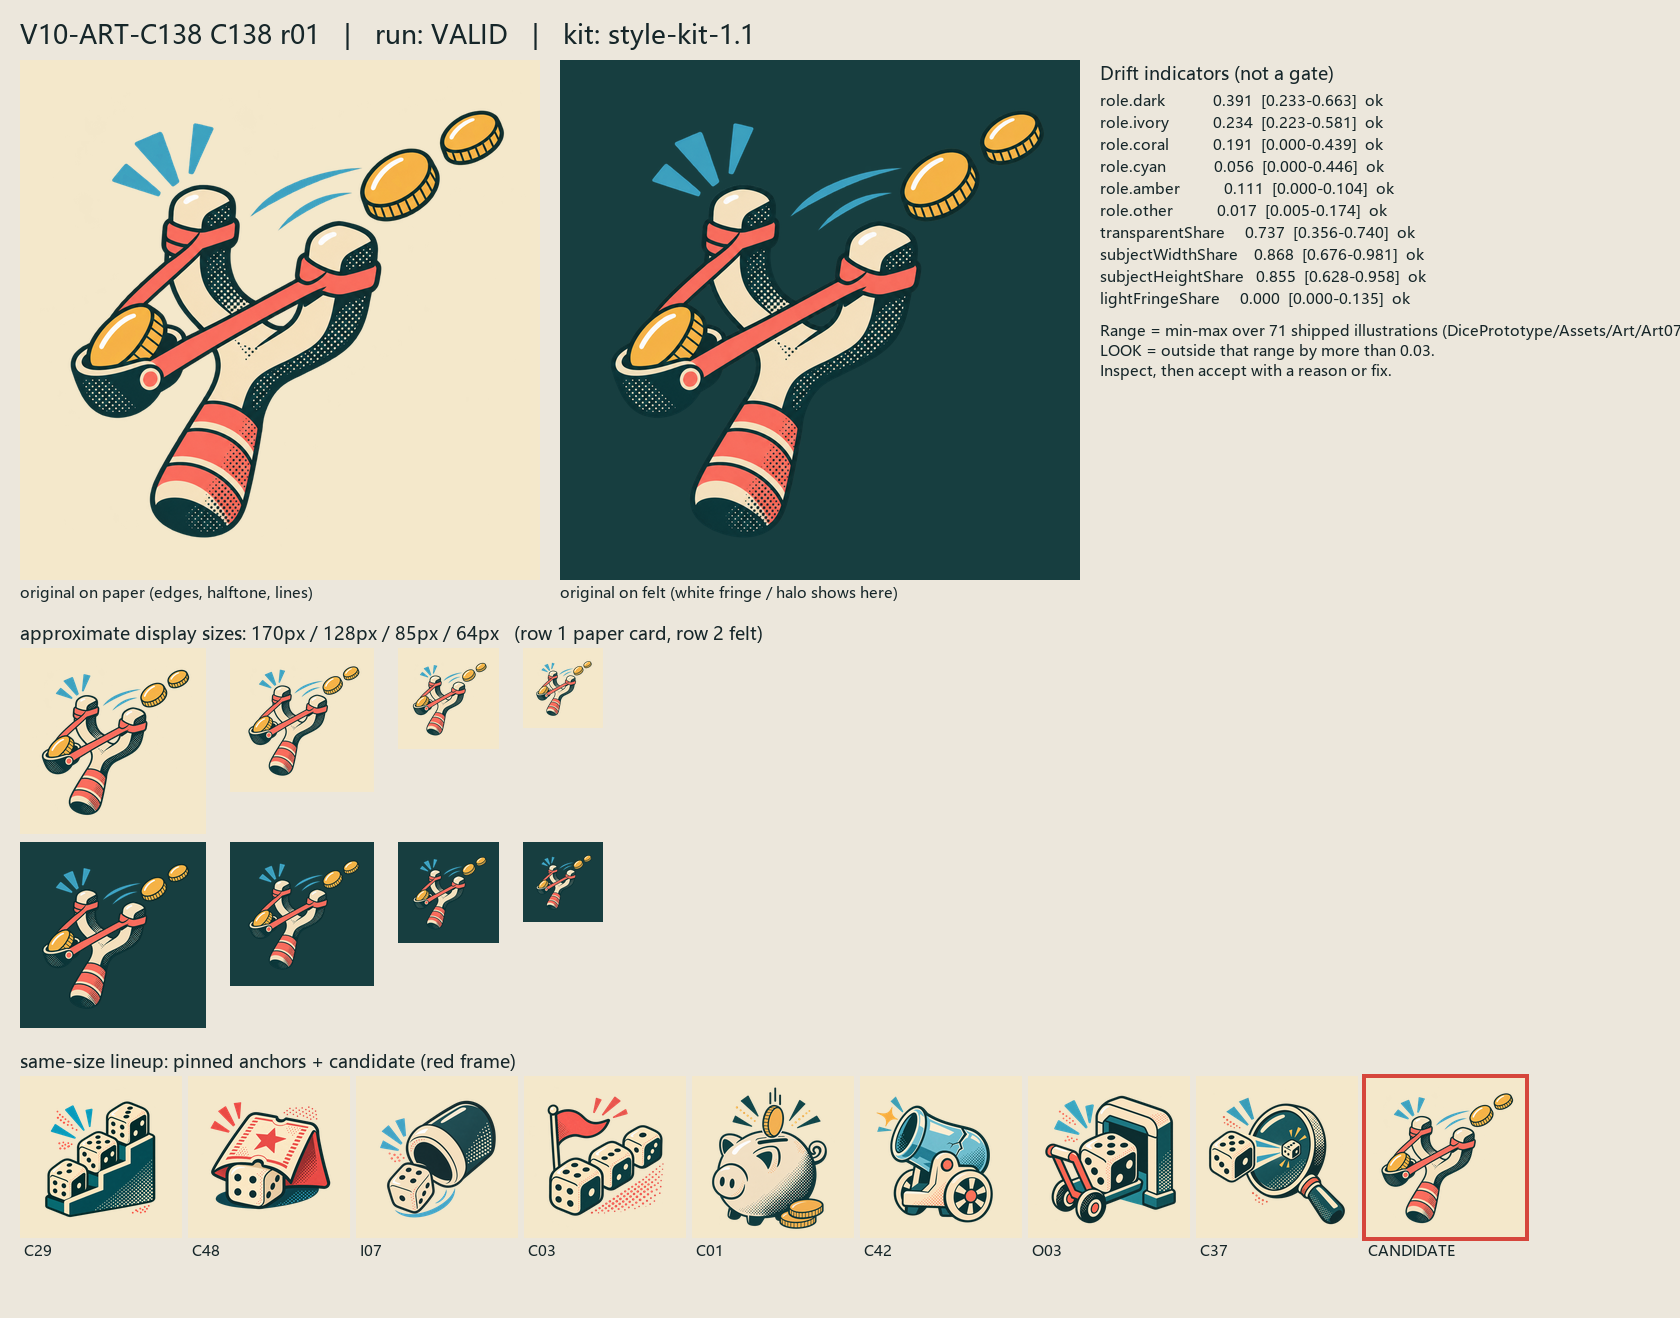 V10-ART-C138 C138 r01 | run: VALID | kit: style-kit-1.1
Drift indicators (not a gate)
role.dark 0.391 [0.233-0.663] ok
role.ivory 0.234 [0.223-0.581] ok
role.coral 0.191 [0.000-0.439] ok
role.cyan 0.056 [0.000-0.446] ok
role.amber 0.111 [0.000-0.104] ok
role.other 0.017 [0.005-0.174] ok
transparentShare 0.737 [0.356-0.740] ok
subjectWidthShare 0.868 [0.676-0.981] ok
subjectHeightShare 0.855 [0.628-0.958] ok
lightFringeShare 0.000 [0.000-0.135] ok
Range = min-max over 71 shipped illustrations (DicePrototype/Assets/Art/Art07
LOOK = outside that range by more than 0.03.
Inspect, then accept with a reason or fix.
original on paper (edges, halftone, lines)
original on felt (white fringe / halo shows here)
approximate display sizes: 170px / 128px / 85px / 64px (row 1 paper card, row 2 felt)
same-size lineup: pinned anchors + candidate (red frame)
C29
C48
I07
C03
C01
C42
O03
C37
CANDIDATE